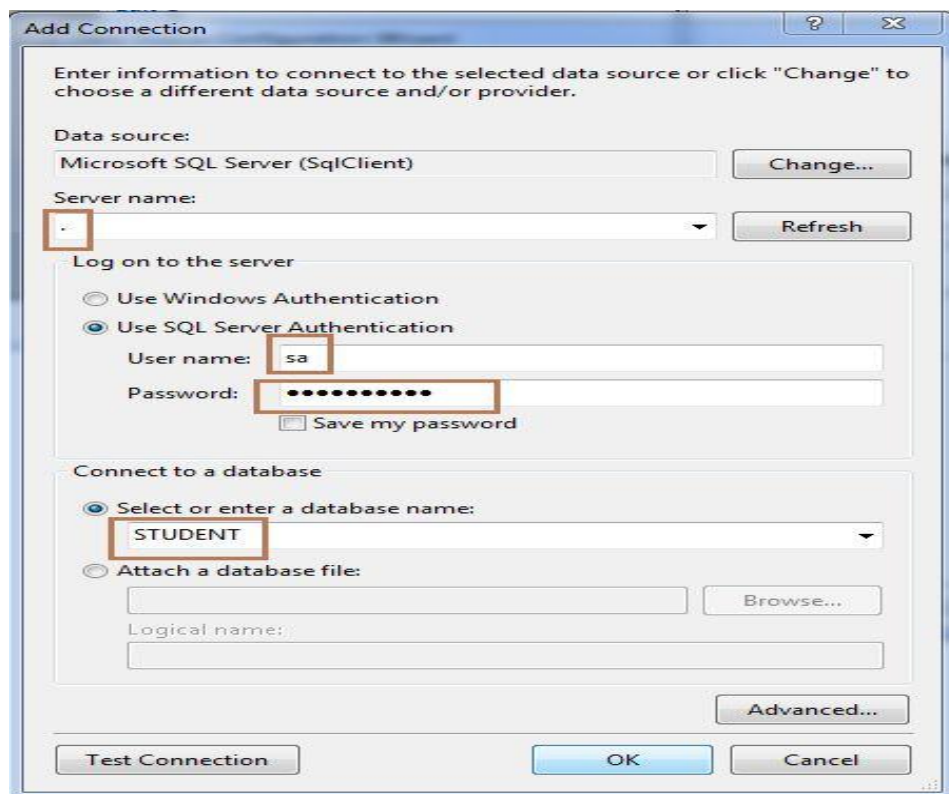 Add Connection
Enter information to connect to the selected data source or click "Change" to
choose a different data source and/or provider.
Data source:
Microsoft SQL Server (SqlClient)
Change...
Server name:
.
Refresh
Log on to the server
Use Windows Authentication
Use SQL Server Authentication
User name:
sa
Password:
••••••••••
Save my password
Connect to a database
Select or enter a database name:
STUDENT
Attach a database file:
Browse...
Logical name:
Advanced...
Test Connection
OK
Cancel